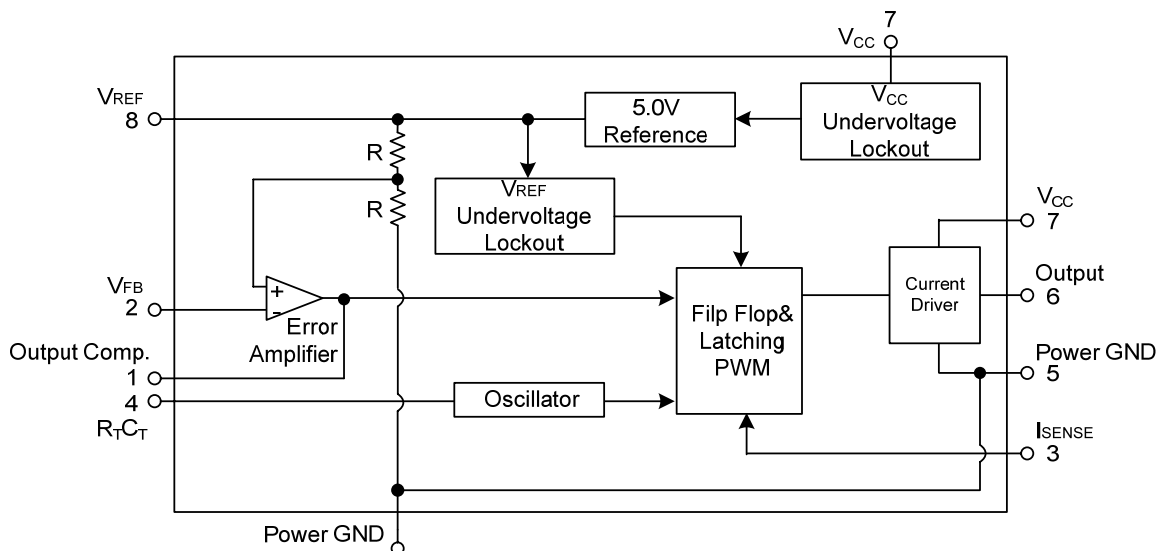 7
VCC
VREF
8
5.0V
Reference
VCC
Undervoltage
Lockout
R
R
VREF
Undervoltage
Lockout
VCC
7
VFB
2
+
-
Error
Amplifier
Filp Flop&
Latching
PWM
Current
Driver
Output
6
Output Comp.
1
Power GND
5
4
RTCT
Oscillator
ISENSE
3
Power GND